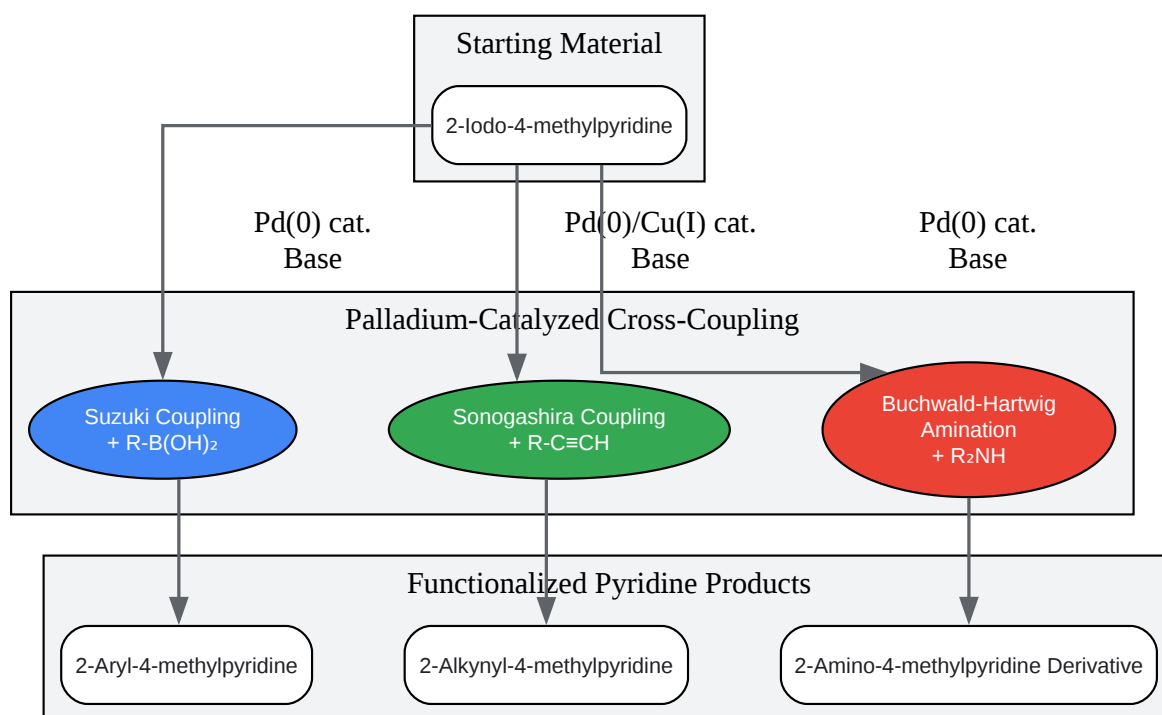 Starting Material
2-Iodo-4-methylpyridine
Pd(0) cat.
Base
Pd(0)/Cu(I) cat.
Base
Pd(0) cat.
Base
Palladium-Catalyzed Cross-Coupling
Suzuki Coupling
+ R-B(OH)₂
Sonogashira Coupling
+ R-C≡CH
Buchwald-Hartwig
Amination
+ R₂NH
Functionalized Pyridine Products
2-Aryl-4-methylpyridine
2-Alkynyl-4-methylpyridine
2-Amino-4-methylpyridine Derivative